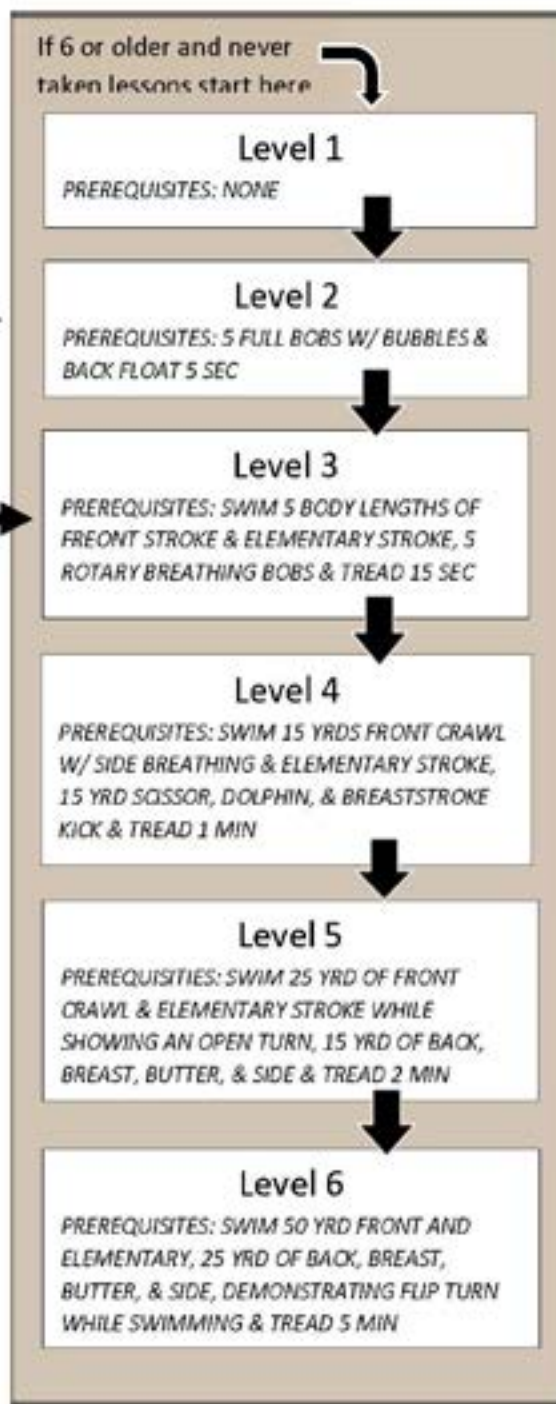 If 6 or older and never
taken lessons start here
Level 1
PREREQUISITES: NONE
Level 2
PREREQUISITES: 5 FULL BOBS W/ BUBBLES &
BACK FLOAT 5 SEC
Level 3
PREREQUISITES: SWIM 5 BODY LENGTHS OF
FREONT STROKE & ELEMENTARY STROKE, 5
ROTARY BREATHING BOBS & TREAD 15 SEC
Level 4
PREREQUISITES: SWIM 15 YRDS FRONT CRAWL
W/ SIDE BREATHING & ELEMENTARY STROKE,
15 YRD SCISSOR, DOLPHIN, & BREASTSTROKE
KICK & TREAD 1 MIN
Level 5
PREREQUISITIES: SWIM 25 YRD OF FRONT
CRAWL & ELEMENTARY STROKE WHILE
SHOWING AN OPEN TURN, 15 YRD OF BACK,
BREAST, BUTTER, & SIDE & TREAD 2 MIN
Level 6
PREREQUISITES: SWIM 50 YRD FRONT AND
ELEMENTARY, 25 YRD OF BACK, BREAST,
BUTTER, & SIDE, DEMONSTRATING FLIP TURN
WHILE SWIMMING & TREAD 5 MIN